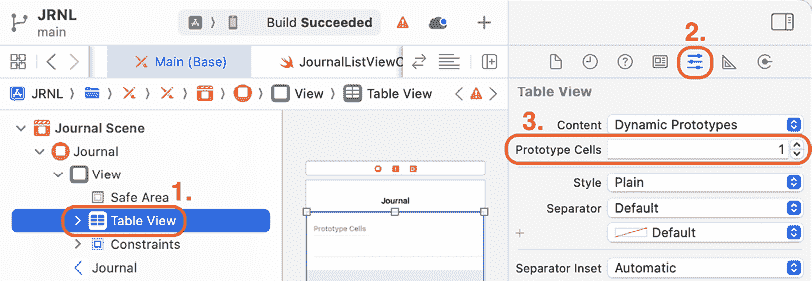 JRNL
main
Build Succeeded
Main (Base)
JournalListViewC
JRNL
View
Table View
Journal Scene
Journal
View
Safe Area
1.
Table View
Constraints
Journal
Journal
Prototype Cells
2.
Table View
3.
Content
Dynamic Prototypes
Prototype Cells
1
Style
Plain
Separator
Default
Default
Separator Inset
Automatic